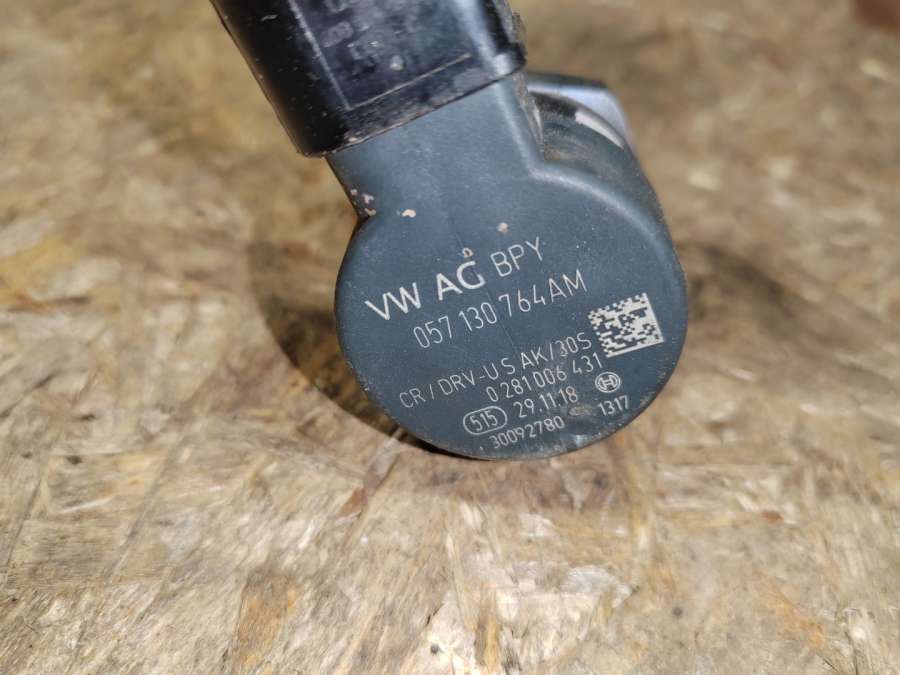 VW AG BPY
057 130 764AM
CR/DRV-U S AK/30S
0 281 006 431
515 29.11.18
30092780 1317